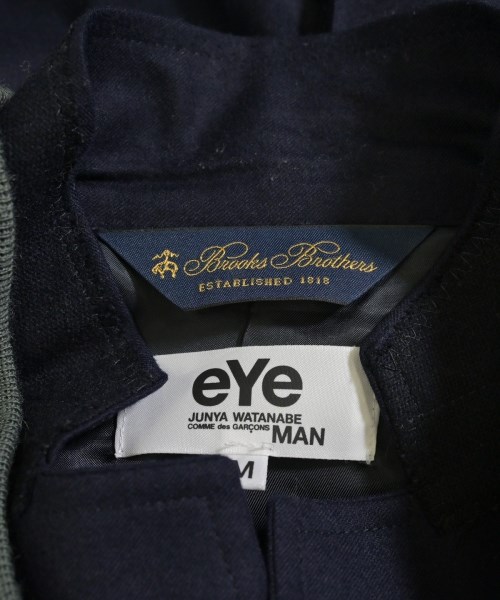 Brooks Brothers
ESTABLISHED 1818
eYe
JUNYA WATANABE
COMME des GARÇONS MAN
M